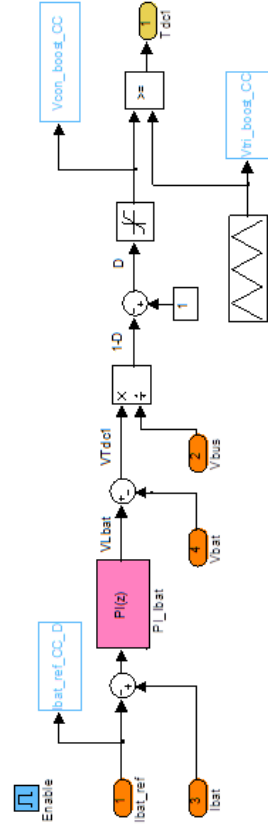 Enable
Ibat_ref_CC_D
1
Ibat_ref
3
Ibat
PI(z)
PI_Ibat
VLbat
4
Vbat
VTdc1
2
Vbus
1-D
1
D
Vcon_boost_CC
Vtri_boost_CC
>=
1
Tdc1